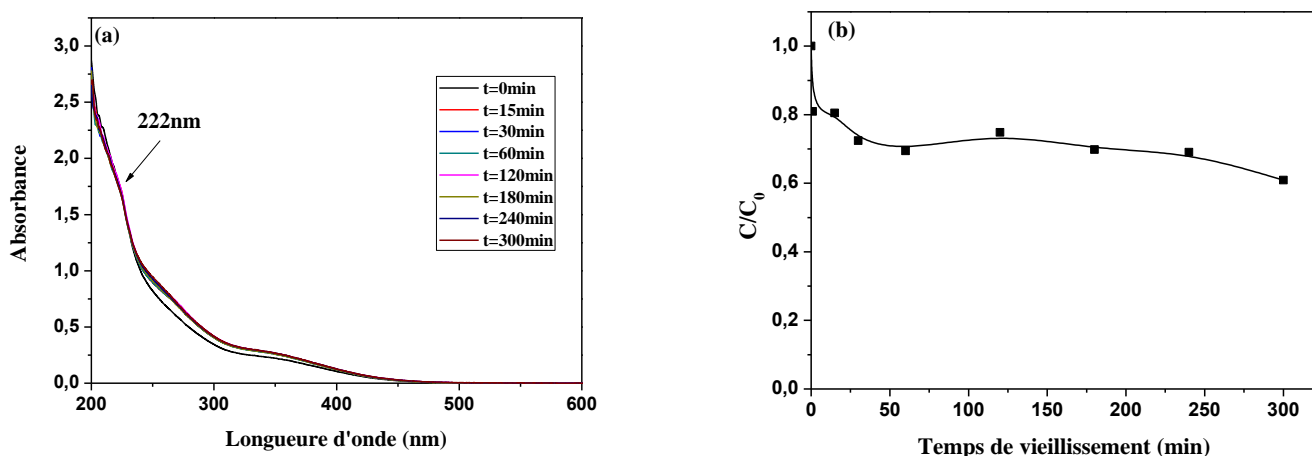 (a)
3,0
2,5
2,0
1,5
1,0
0,5
0,0
Absorbance
222nm
t=0min
t=15min
t=30min
t=60min
t=120min
t=180min
t=240min
t=300min
200
300
400
500
600
Longueure d'onde (nm)
(b)
1,0
0,8
0,6
0,4
0,2
0,0
C/C0
0
50
100
150
200
250
300
Temps de vieillissement (min)